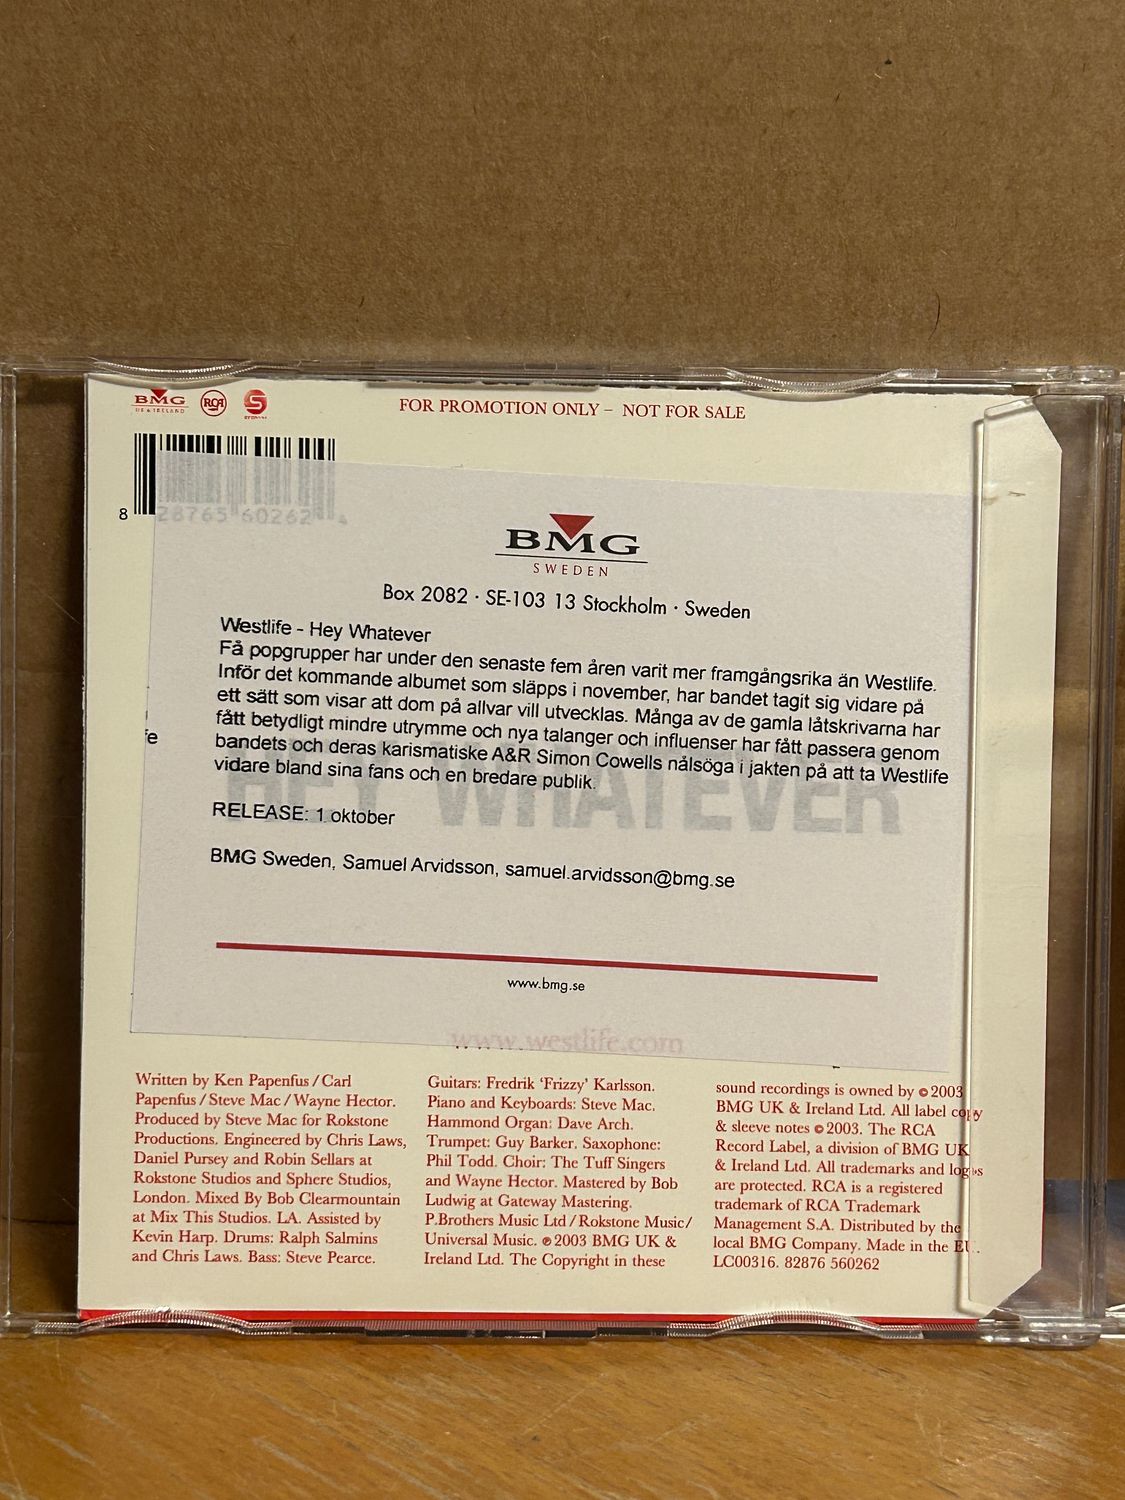 BMG
UK & IRELAND
RCA
S
FOR PROMOTION ONLY – NOT FOR SALE
8 28765 60262 4
BMG
SWEDEN
Box 2082 · SE-103 13 Stockholm · Sweden
Westlife - Hey Whatever
Få popgrupper har under den senaste fem åren varit mer framgångsrika än Westlife.
Inför det kommande albumet som släpps i november, har bandet tagit sig vidare på
ett sätt som visar att dom på allvar vill utvecklas. Många av de gamla låtskrivarna har
fått betydligt mindre utrymme och nya talanger och influenser har fått passera genom
bandets och deras karismatiske A&R Simon Cowells nålsöga i jakten på att ta Westlife
vidare bland sina fans och en bredare publik.
HEY WHATEVER
RELEASE: 1 oktober
BMG Sweden, Samuel Arvidsson, samuel.arvidsson@bmg.se
www.bmg.se
www.westlife.com
Written by Ken Papenfus / Carl
Papenfus / Steve Mac / Wayne Hector.
Produced by Steve Mac for Rokstone
Productions. Engineered by Chris Laws,
Daniel Pursey and Robin Sellars at
Rokstone Studios and Sphere Studios,
London. Mixed By Bob Clearmountain
at Mix This Studios. LA. Assisted by
Kevin Harp. Drums: Ralph Salmins
and Chris Laws. Bass: Steve Pearce.
Guitars: Fredrik ‘Frizzy’ Karlsson.
Piano and Keyboards: Steve Mac.
Hammond Organ: Dave Arch.
Trumpet: Guy Barker. Saxophone:
Phil Todd. Choir: The Tuff Singers
and Wayne Hector. Mastered by Bob
Ludwig at Gateway Mastering.
P.Brothers Music Ltd / Rokstone Music/
Universal Music. ℗ 2003 BMG UK &
Ireland Ltd. The Copyright in these
sound recordings is owned by © 2003
BMG UK & Ireland Ltd. All label copy
& sleeve notes © 2003. The RCA
Record Label, a division of BMG UK
& Ireland Ltd. All trademarks and logos
are protected. RCA is a registered
trademark of RCA Trademark
Management S.A. Distributed by the
local BMG Company. Made in the EU.
LC00316. 82876 560262